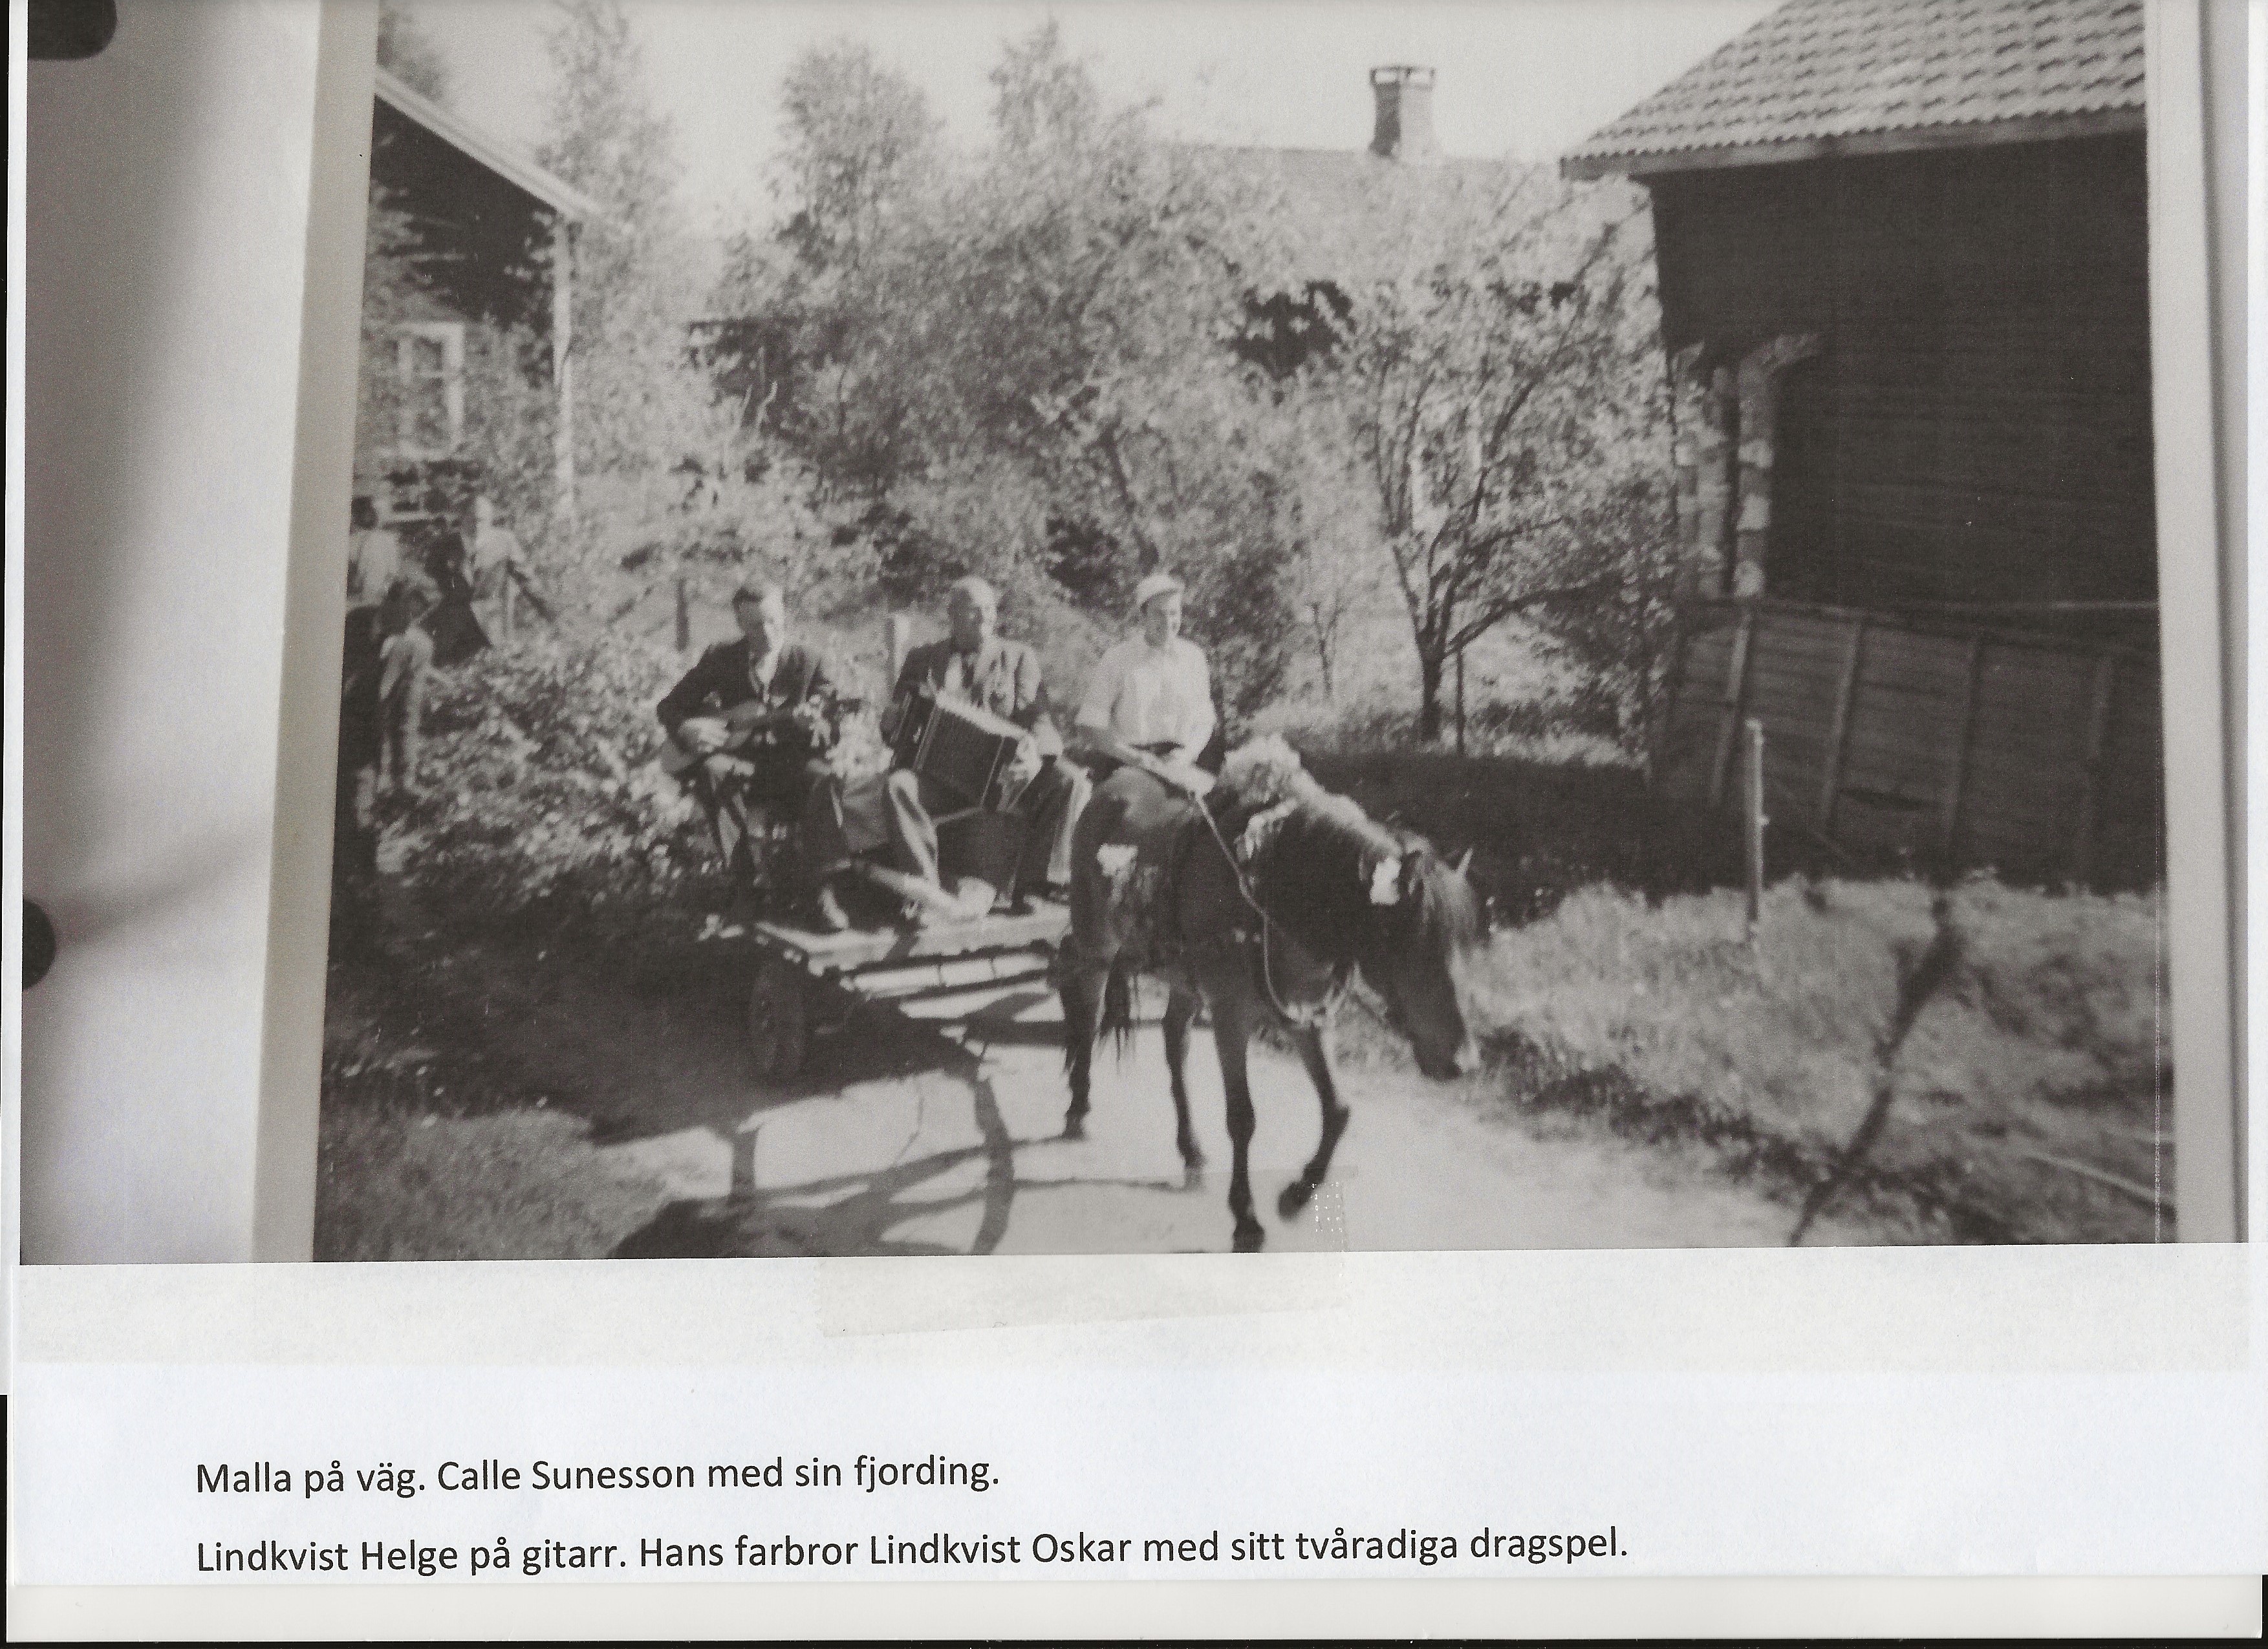 Malla på väg. Calle Sunesson med sin fjording.
Lindkvist Helge på gitarr. Hans farbror Lindkvist Oskar med sitt tvåradiga dragspel.